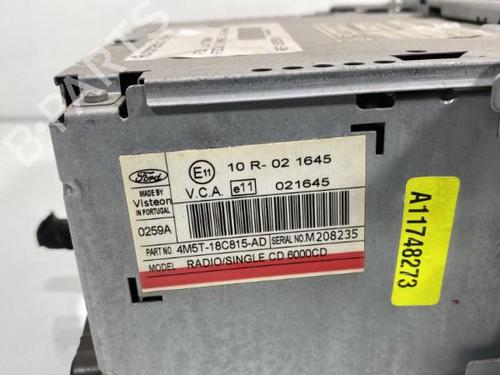 Ford
MADE BY
Visteon
IN PORTUGAL
0259A
E11 10 R- 02 1645
V.C.A. e11 021645
PART NO. 4M5T-18C815-AD SERIAL NO. M208235
MODEL RADIO/SINGLE CD 6000CD
A11748273
B-PARTS